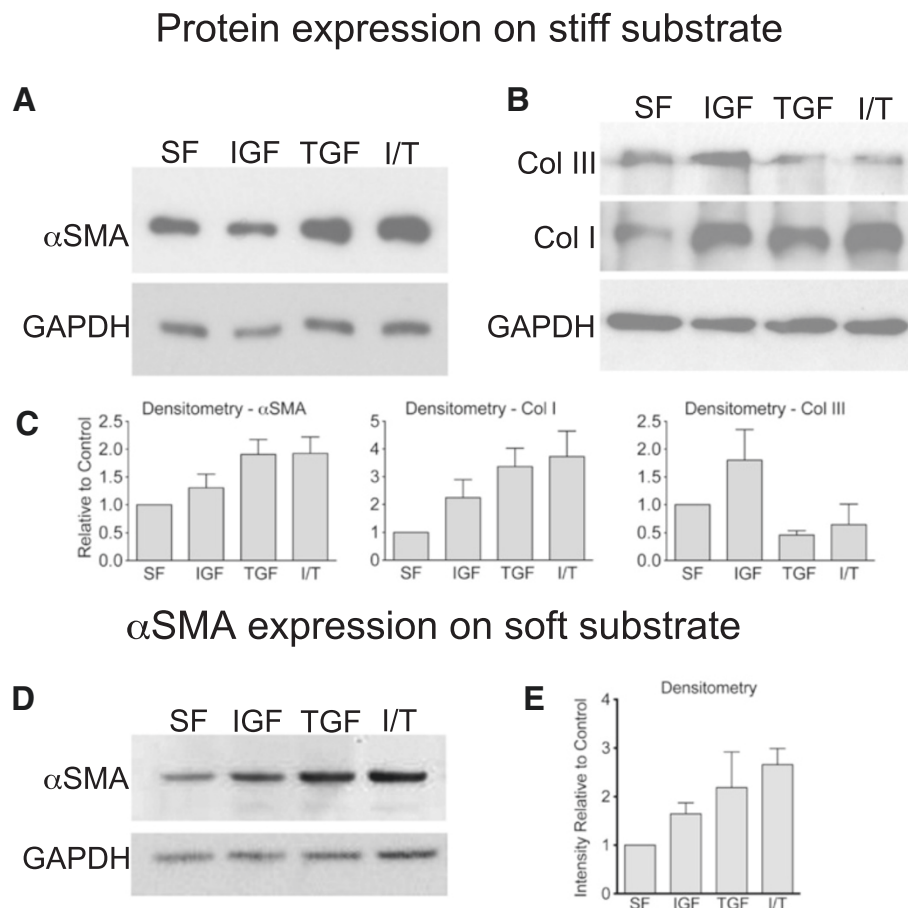 Protein expression on stiff substrate
A
SF IGF TGF I/T
αSMA
GAPDH
B
SF IGF TGF I/T
Col III
Col I
GAPDH
C
Densitometry - αSMA
Relative to Control
2.5
2.0
1.5
1.0
0.5
0.0
SF IGF TGF I/T
Densitometry - Col I
5
4
3
2
1
0
SF IGF TGF I/T
Densitometry - Col III
2.5
2.0
1.5
1.0
0.5
0.0
SF IGF TGF I/T
αSMA expression on soft substrate
D
SF IGF TGF I/T
αSMA
GAPDH
E
Densitometry
Intensity Relative to Control
4
3
2
1
0
SF IGF TGF I/T